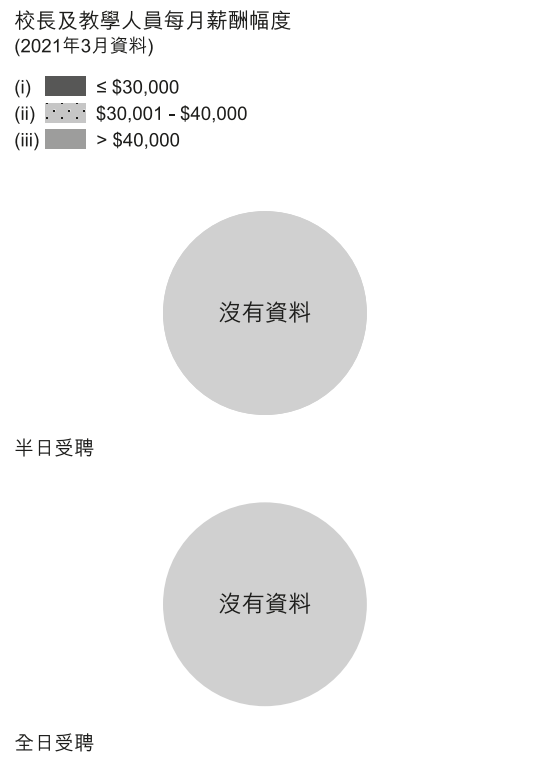 校長及教學人員每月薪酬幅度
(2021年3月資料)
(i) ≤ $30,000
(ii) $30,001 - $40,000
(iii) > $40,000
沒有資料
半日受聘
沒有資料
全日受聘